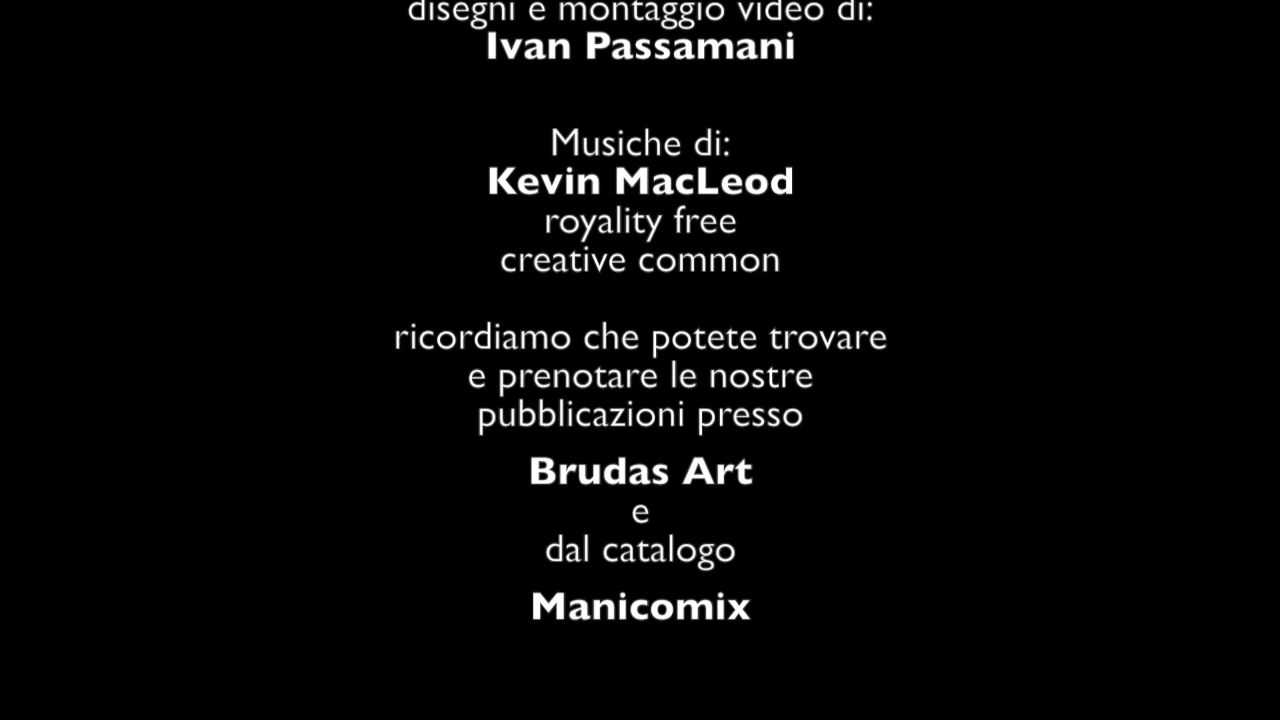 disegni e montaggio video di:
Ivan Passamani
Musiche di:
Kevin MacLeod
royality free
creative common
ricordiamo che potete trovare
e prenotare le nostre
pubblicazioni presso
Brudas Art
e
dal catalogo
Manicomix